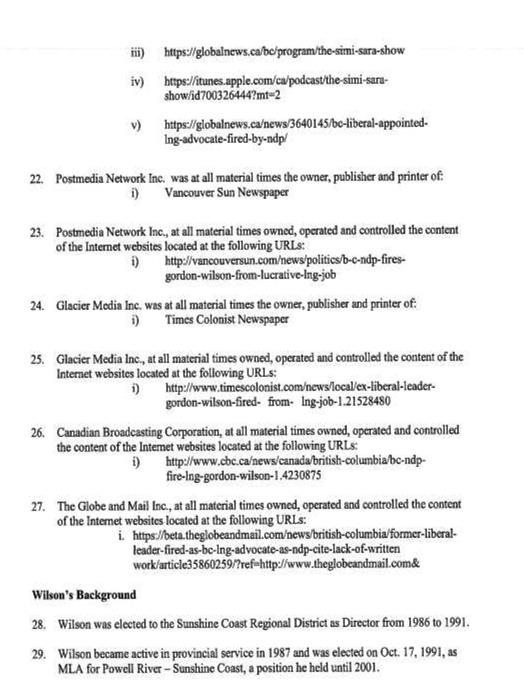 iii) https://globalnews.ca/bc/program/the-simi-sara-show
iv) https://itunes.apple.com/ca/podcast/the-simi-sara-
show/id700326444?mt=2
v) https://globalnews.ca/news/3640145/bc-liberal-appointed-
lng-advocate-fired-by-ndp/
22. Postmedia Network Inc. was at all material times the owner, publisher and printer of:
i) Vancouver Sun Newspaper
23. Postmedia Network Inc., at all material times owned, operated and controlled the content
of the Internet websites located at the following URLs:
i) http://vancouversun.com/news/politics/b-c-ndp-fires-
gordon-wilson-from-lucrative-lng-job
24. Glacier Media Inc. was at all material times the owner, publisher and printer of:
i) Times Colonist Newspaper
25. Glacier Media Inc., at all material times owned, operated and controlled the content of the
Internet websites located at the following URLs:
i) http://www.timescolonist.com/news/local/ex-liberal-leader-
gordon-wilson-fired- from- lng-job-1.21528480
26. Canadian Broadcasting Corporation, at all material times owned, operated and controlled
the content of the Internet websites located at the following URLs:
i) http://www.cbc.ca/news/canada/british-columbia/bc-ndp-
fire-lng-gordon-wilson-1.4230875
27. The Globe and Mail Inc., at all material times owned, operated and controlled the content
of the Internet websites located at the following URLs:
i. https://beta.theglobeandmail.com/news/british-columbia/former-liberal-
leader-fired-as-bc-lng-advocate-as-ndp-cite-lack-of-written
work/article35860259/?ref=http://www.theglobeandmail.com&
Wilson's Background
28. Wilson was elected to the Sunshine Coast Regional District as Director from 1986 to 1991.
29. Wilson became active in provincial service in 1987 and was elected on Oct. 17, 1991, as
MLA for Powell River – Sunshine Coast, a position he held until 2001.